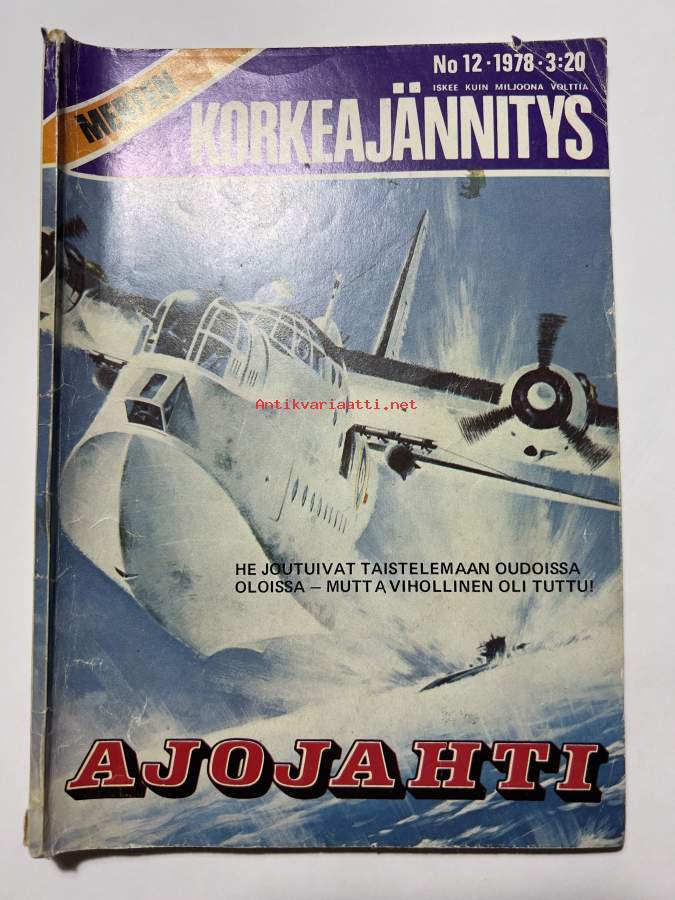 No 12 · 1978 · 3:20
ISKEE KUIN MILJOONA VOLTTIA
MERTEN
KORKEAJÄNNITYS
Antikvariaatti.net
HE JOUTUIVAT TAISTELEMAAN OUDOISSA
OLOISSA – MUTTA VIHOLLINEN OLI TUTTU!
AJOJAHTI